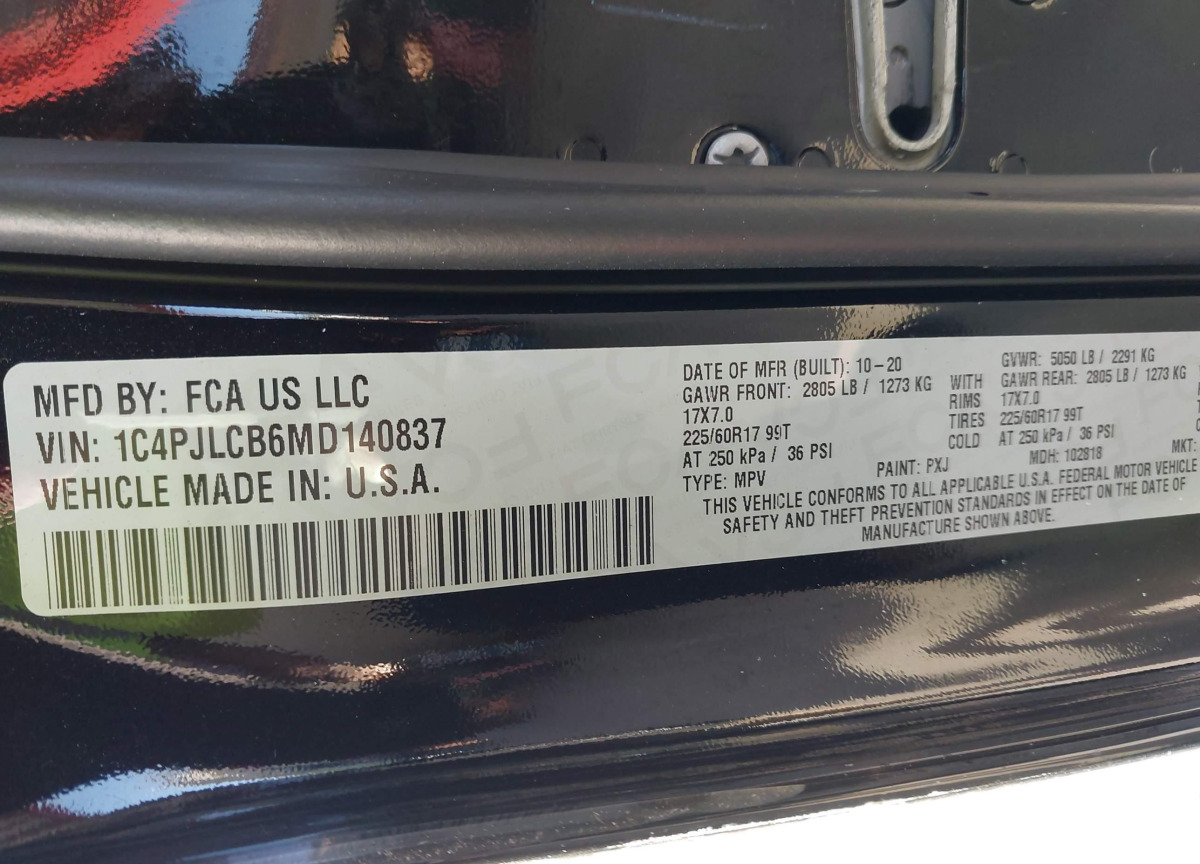 MFD BY: FCA US LLC
VIN: 1C4PJLCB6MD140837
VEHICLE MADE IN: U.S.A.
DATE OF MFR (BUILT): 10-20
GAWR FRONT: 2805 LB / 1273 KG
17X7.0
225/60R17 99T
AT 250 kPa / 36 PSI
TYPE: MPV
WITH
RIMS
TIRES
COLD
GVWR: 5050 LB / 2291 KG
GAWR REAR: 2805 LB / 1273 KG
17X7.0
225/60R17 99T
AT 250 kPa / 36 PSI
PAINT: PXJ
MDH: 102818
MKT:
THIS VEHICLE CONFORMS TO ALL APPLICABLE U.S.A. FEDERAL MOTOR VEHICLE
SAFETY AND THEFT PREVENTION STANDARDS IN EFFECT ON THE DATE OF
MANUFACTURE SHOWN ABOVE.